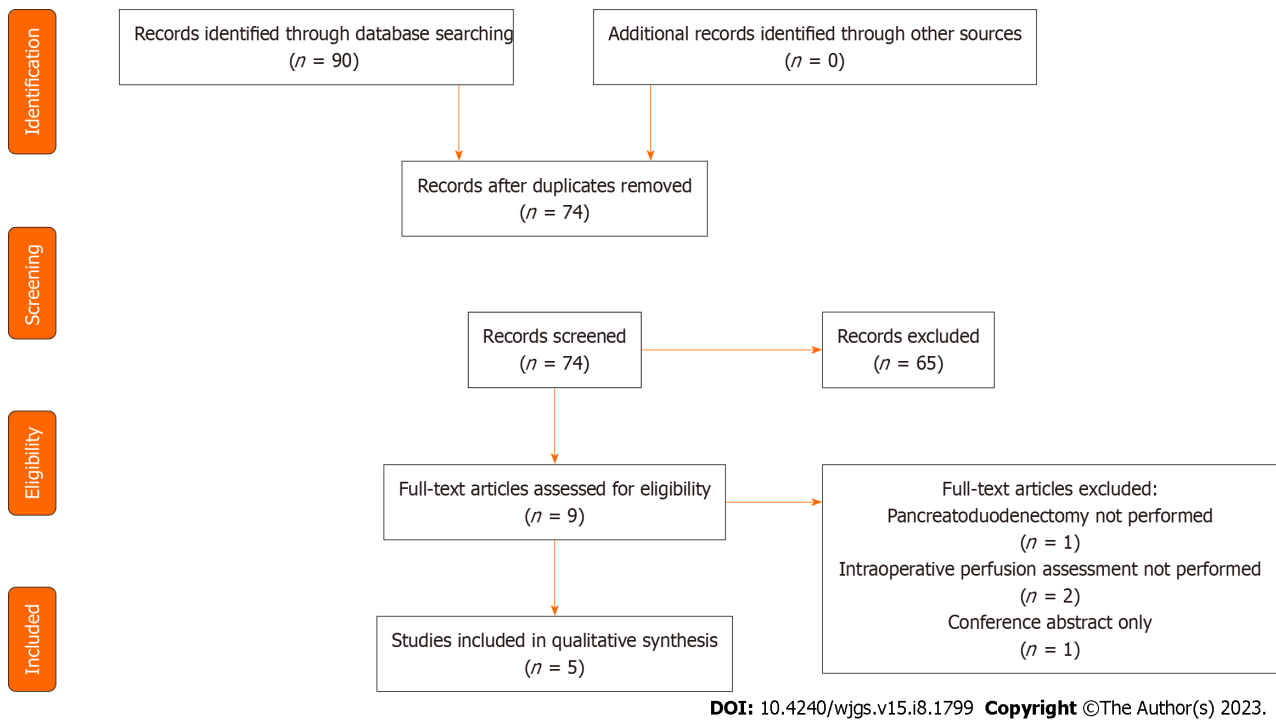 Identification
Records identified through database searching
(n = 90)
Additional records identified through other sources
(n = 0)
Records after duplicates removed
(n = 74)
Screening
Records screened
(n = 74)
Records excluded
(n = 65)
Eligibility
Full-text articles assessed for eligibility
(n = 9)
Full-text articles excluded:
Pancreatoduodenectomy not performed
(n = 1)
Intraoperative perfusion assessment not performed
(n = 2)
Conference abstract only
(n = 1)
Included
Studies included in qualitative synthesis
(n = 5)
DOI: 10.4240/wjgs.v15.i8.1799 Copyright ©The Author(s) 2023.